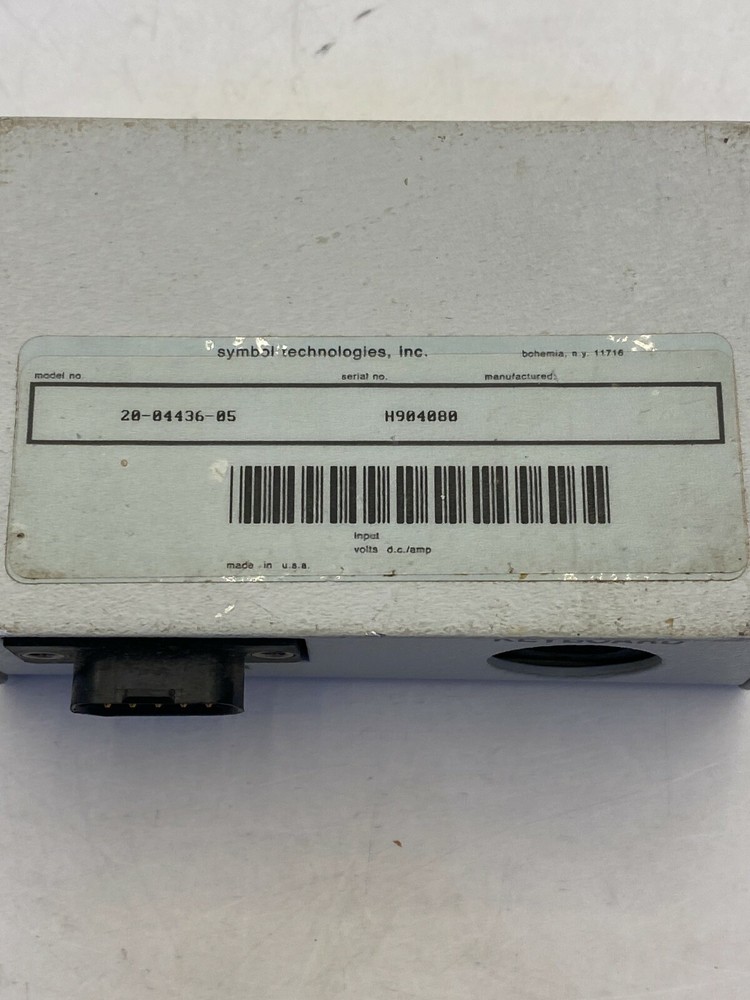 symbol technologies, inc. bohemia, n.y. 11716
model no. serial no. manufactured:
20-04436-05 H904080
input
volts d.c./amp
made in u.s.a.
KEYBOARD